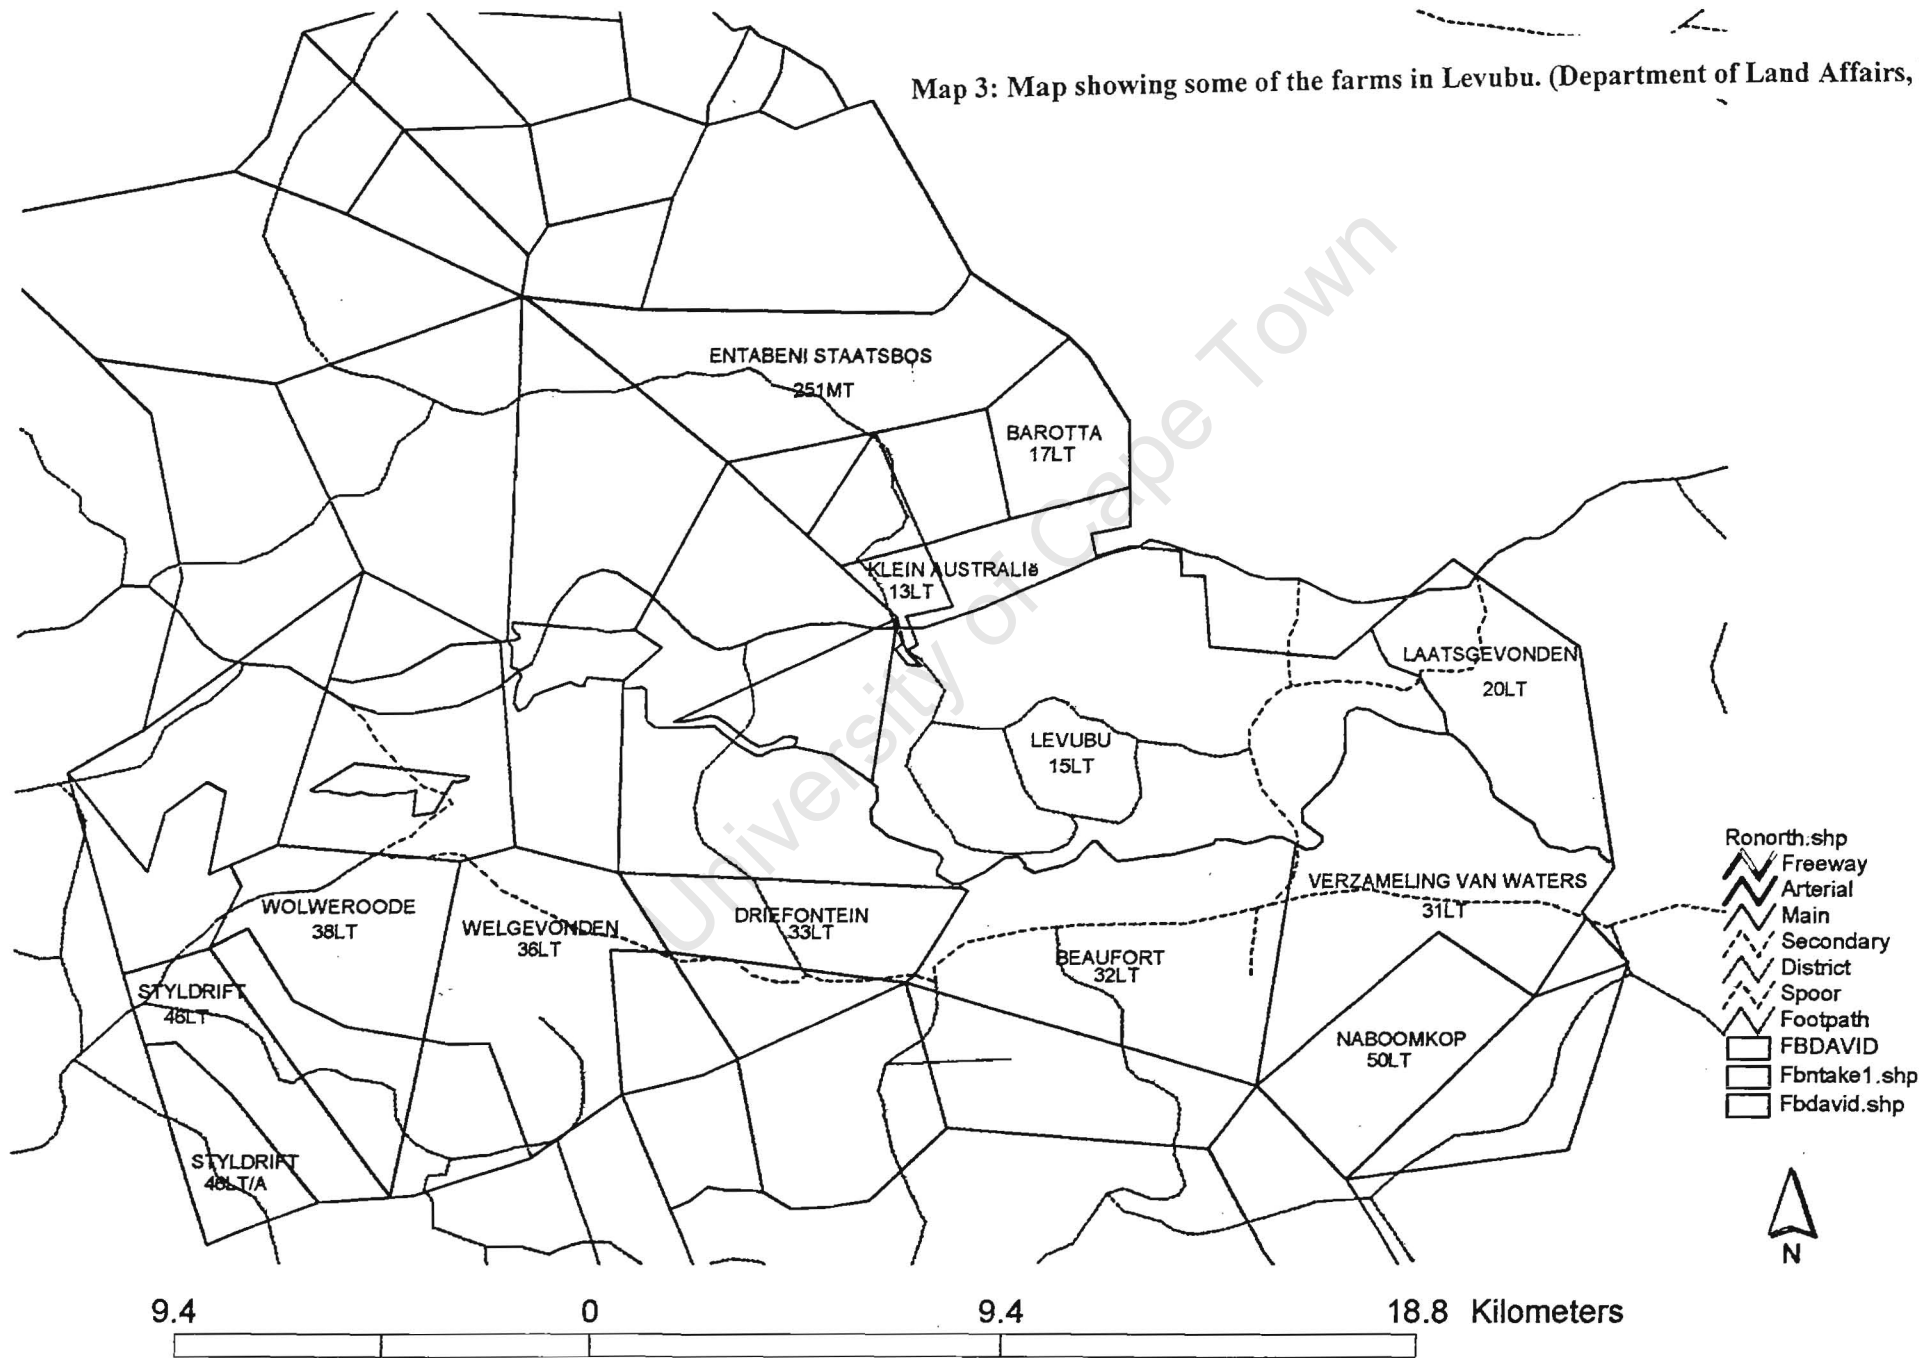 Map 3: Map showing some of the farms in Levubu. (Department of Land Affairs,
ENTABENI STAATSBOS
251MT
BAROTTA
17LT
KLEIN AUSTRALIë
13LT
LAATSGEVONDEN
20LT
LEVUBU
15LT
WOLWEROODE
38LT
WELGEVONDEN
36LT
DRIEFONTEIN
33LT
VERZAMELING VAN WATERS
31LT
BEAUFORT
32LT
STYLDRIFT
46LT
NABOOMKOP
50LT
STYLDRIFT
46LT/A
Ronorth.shp
Freeway
Arterial
Main
Secondary
District
Spoor
Footpath
FBDAVID
Fbntake1.shp
Fbdavid.shp
N
9.4 0 9.4 18.8 Kilometers
University of Cape Town